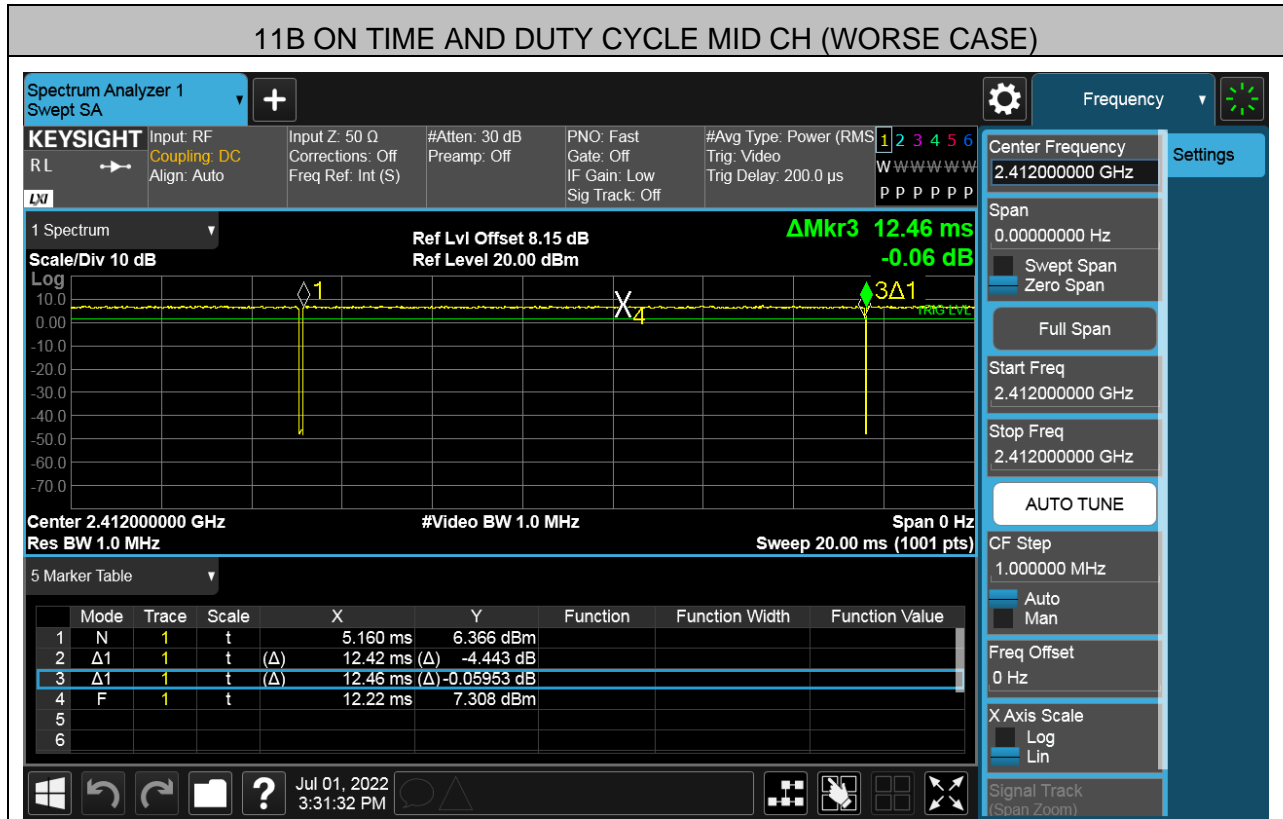 11B ON TIME AND DUTY CYCLE MID CH (WORSE CASE)
Spectrum Analyzer 1
Swept SA
Frequency
KEYSIGHT
RL
LXI
Input: RF
Coupling: DC
Align: Auto
Input Z: 50 Ω
Corrections: Off
Freq Ref: Int (S)
#Atten: 30 dB
Preamp: Off
PNO: Fast
Gate: Off
IF Gain: Low
Sig Track: Off
#Avg Type: Power (RMS
Trig: Video
Trig Delay: 200.0 µs
1 2 3 4 5 6
W W W W W W
P P P P P P
1 Spectrum
Scale/Div 10 dB
Ref Lvl Offset 8.15 dB
Ref Level 20.00 dBm
ΔMkr3 12.46 ms
-0.06 dB
Log
10.0
0.00
-10.0
-20.0
-30.0
-40.0
-50.0
-60.0
-70.0
1
X4
3Δ1
TRIG LVL
Center 2.412000000 GHz
#Video BW 1.0 MHz
Span 0 Hz
Res BW 1.0 MHz
Sweep 20.00 ms (1001 pts)
5 Marker Table
Mode Trace Scale X Y Function Function Width Function Value
1 N 1 t 5.160 ms 6.366 dBm
2 Δ1 1 t (Δ) 12.42 ms (Δ) -4.443 dB
3 Δ1 1 t (Δ) 12.46 ms (Δ) -0.05953 dB
4 F 1 t 12.22 ms 7.308 dBm
5
6
?
Jul 01, 2022
3:31:32 PM
Center Frequency
2.412000000 GHz
Settings
Span
0.00000000 Hz
Swept Span
Zero Span
Full Span
Start Freq
2.412000000 GHz
Stop Freq
2.412000000 GHz
AUTO TUNE
CF Step
1.000000 MHz
Auto
Man
Freq Offset
0 Hz
X Axis Scale
Log
Lin
Signal Track
(Span Zoom)